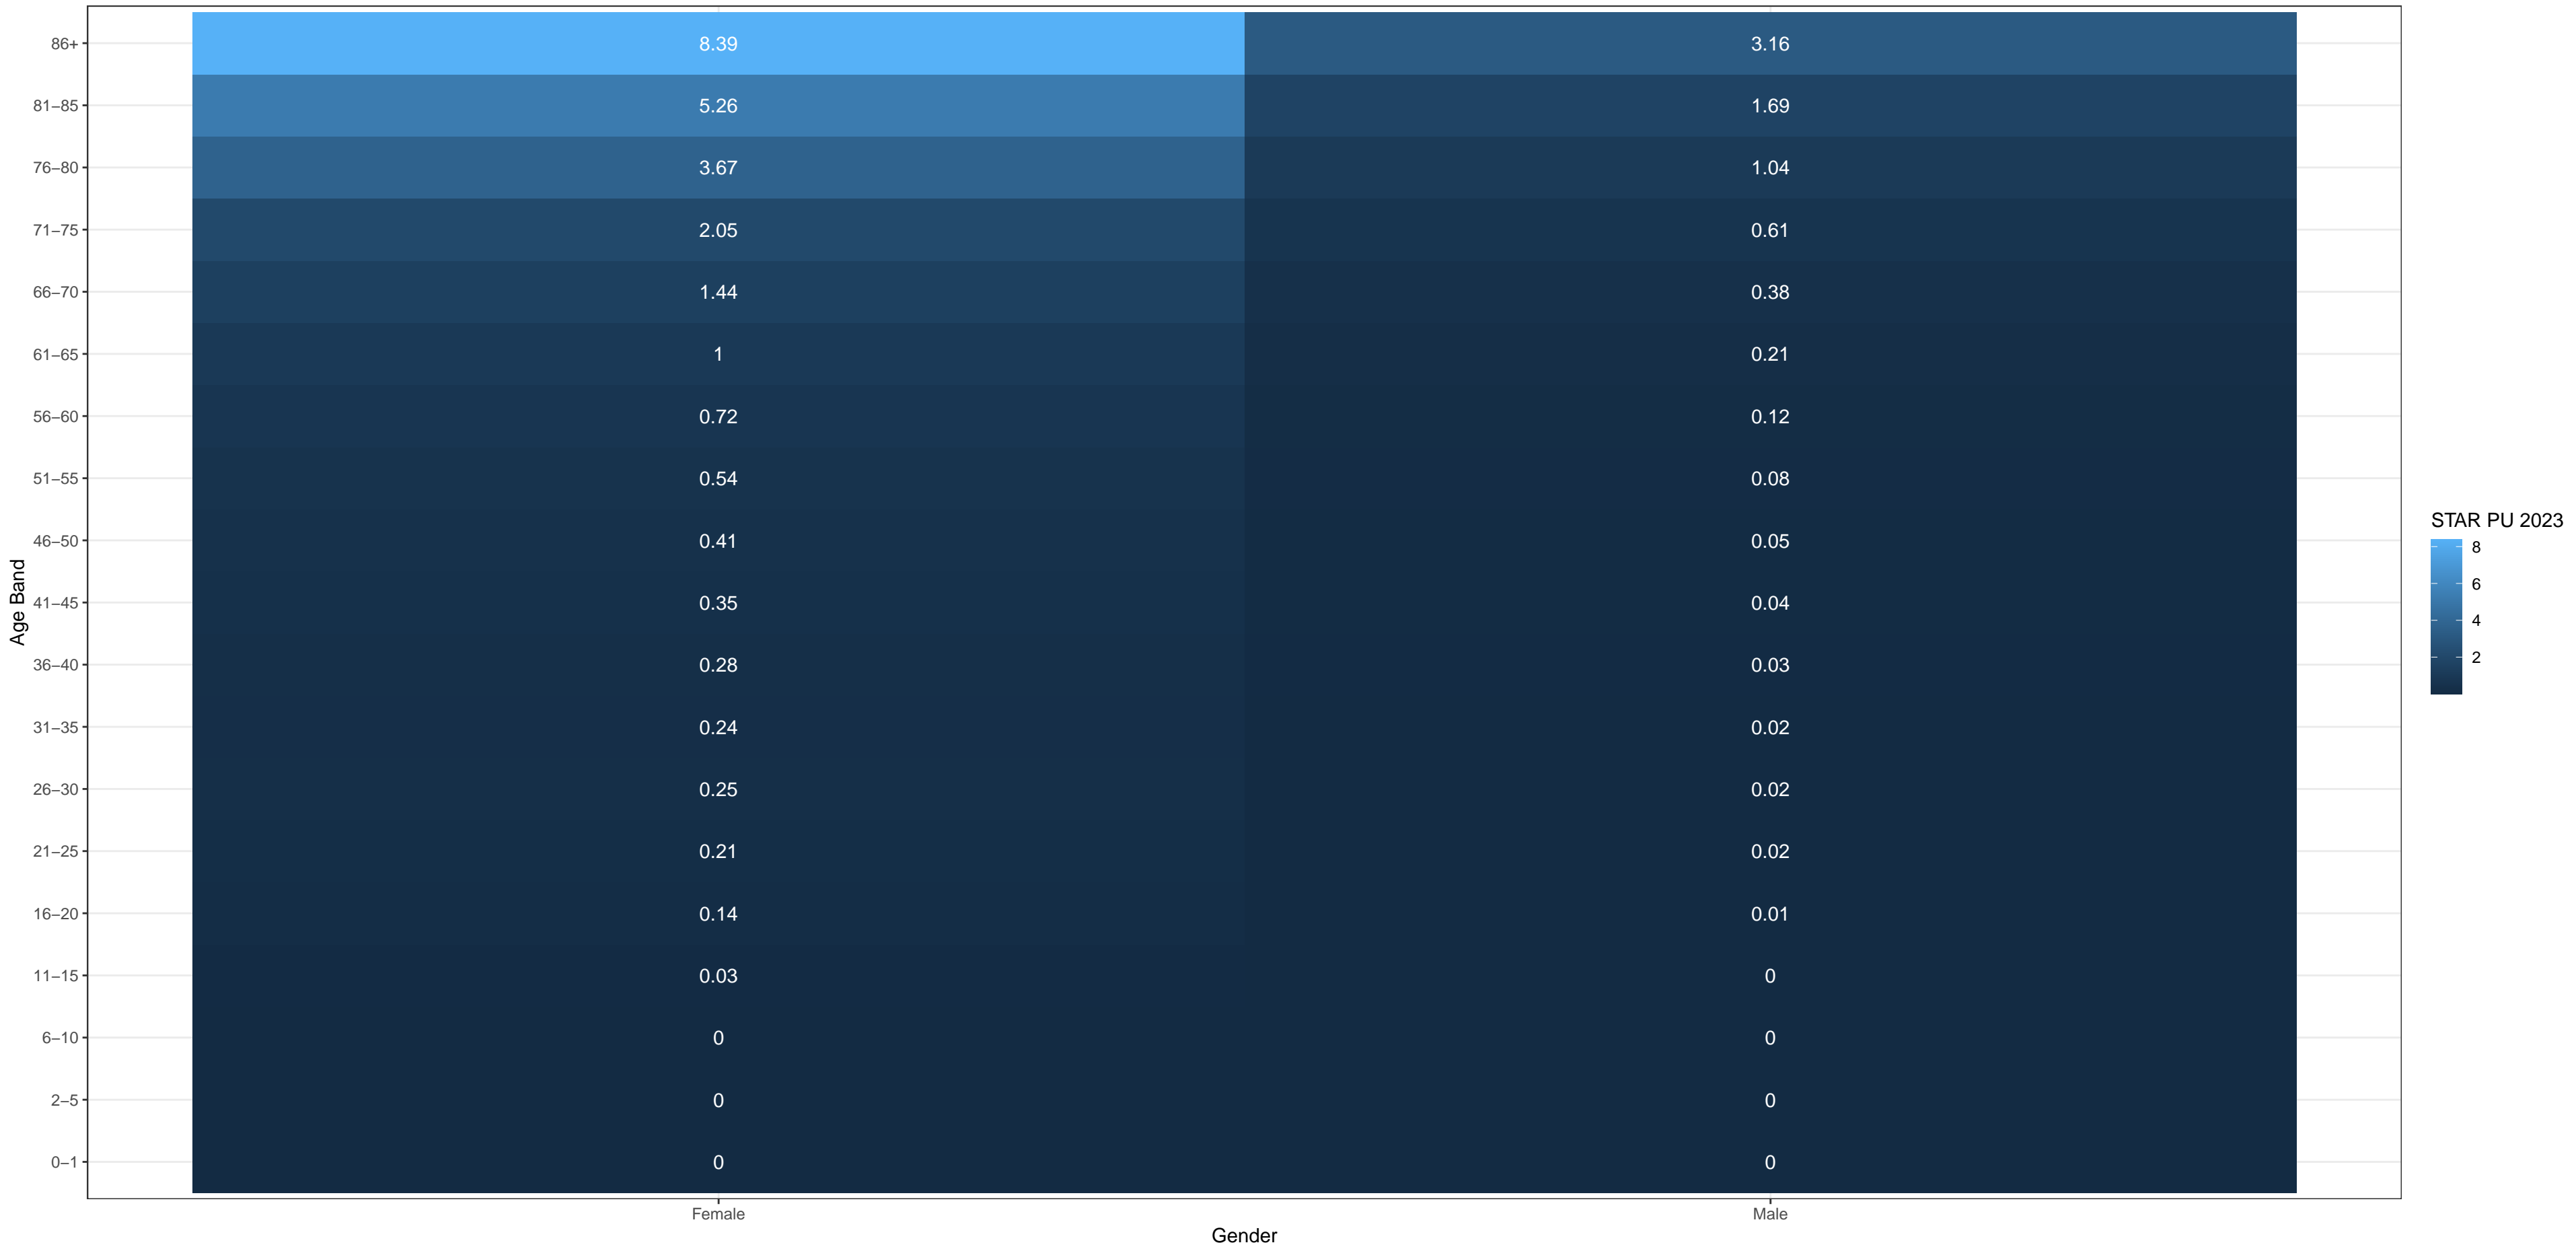 86+ 8.39 3.16
81–85 5.26 1.69
76–80 3.67 1.04
71–75 2.05 0.61
66–70 1.44 0.38
61–65 1 0.21
56–60 0.72 0.12
51–55 0.54 0.08
46–50 0.41 0.05
41–45 0.35 0.04
36–40 0.28 0.03
31–35 0.24 0.02
26–30 0.25 0.02
21–25 0.21 0.02
16–20 0.14 0.01
11–15 0.03 0
6–10 0 0
2–5 0 0
0–1 0 0
Female Male
Gender
Age Band
STAR PU 2023
8
6
4
2